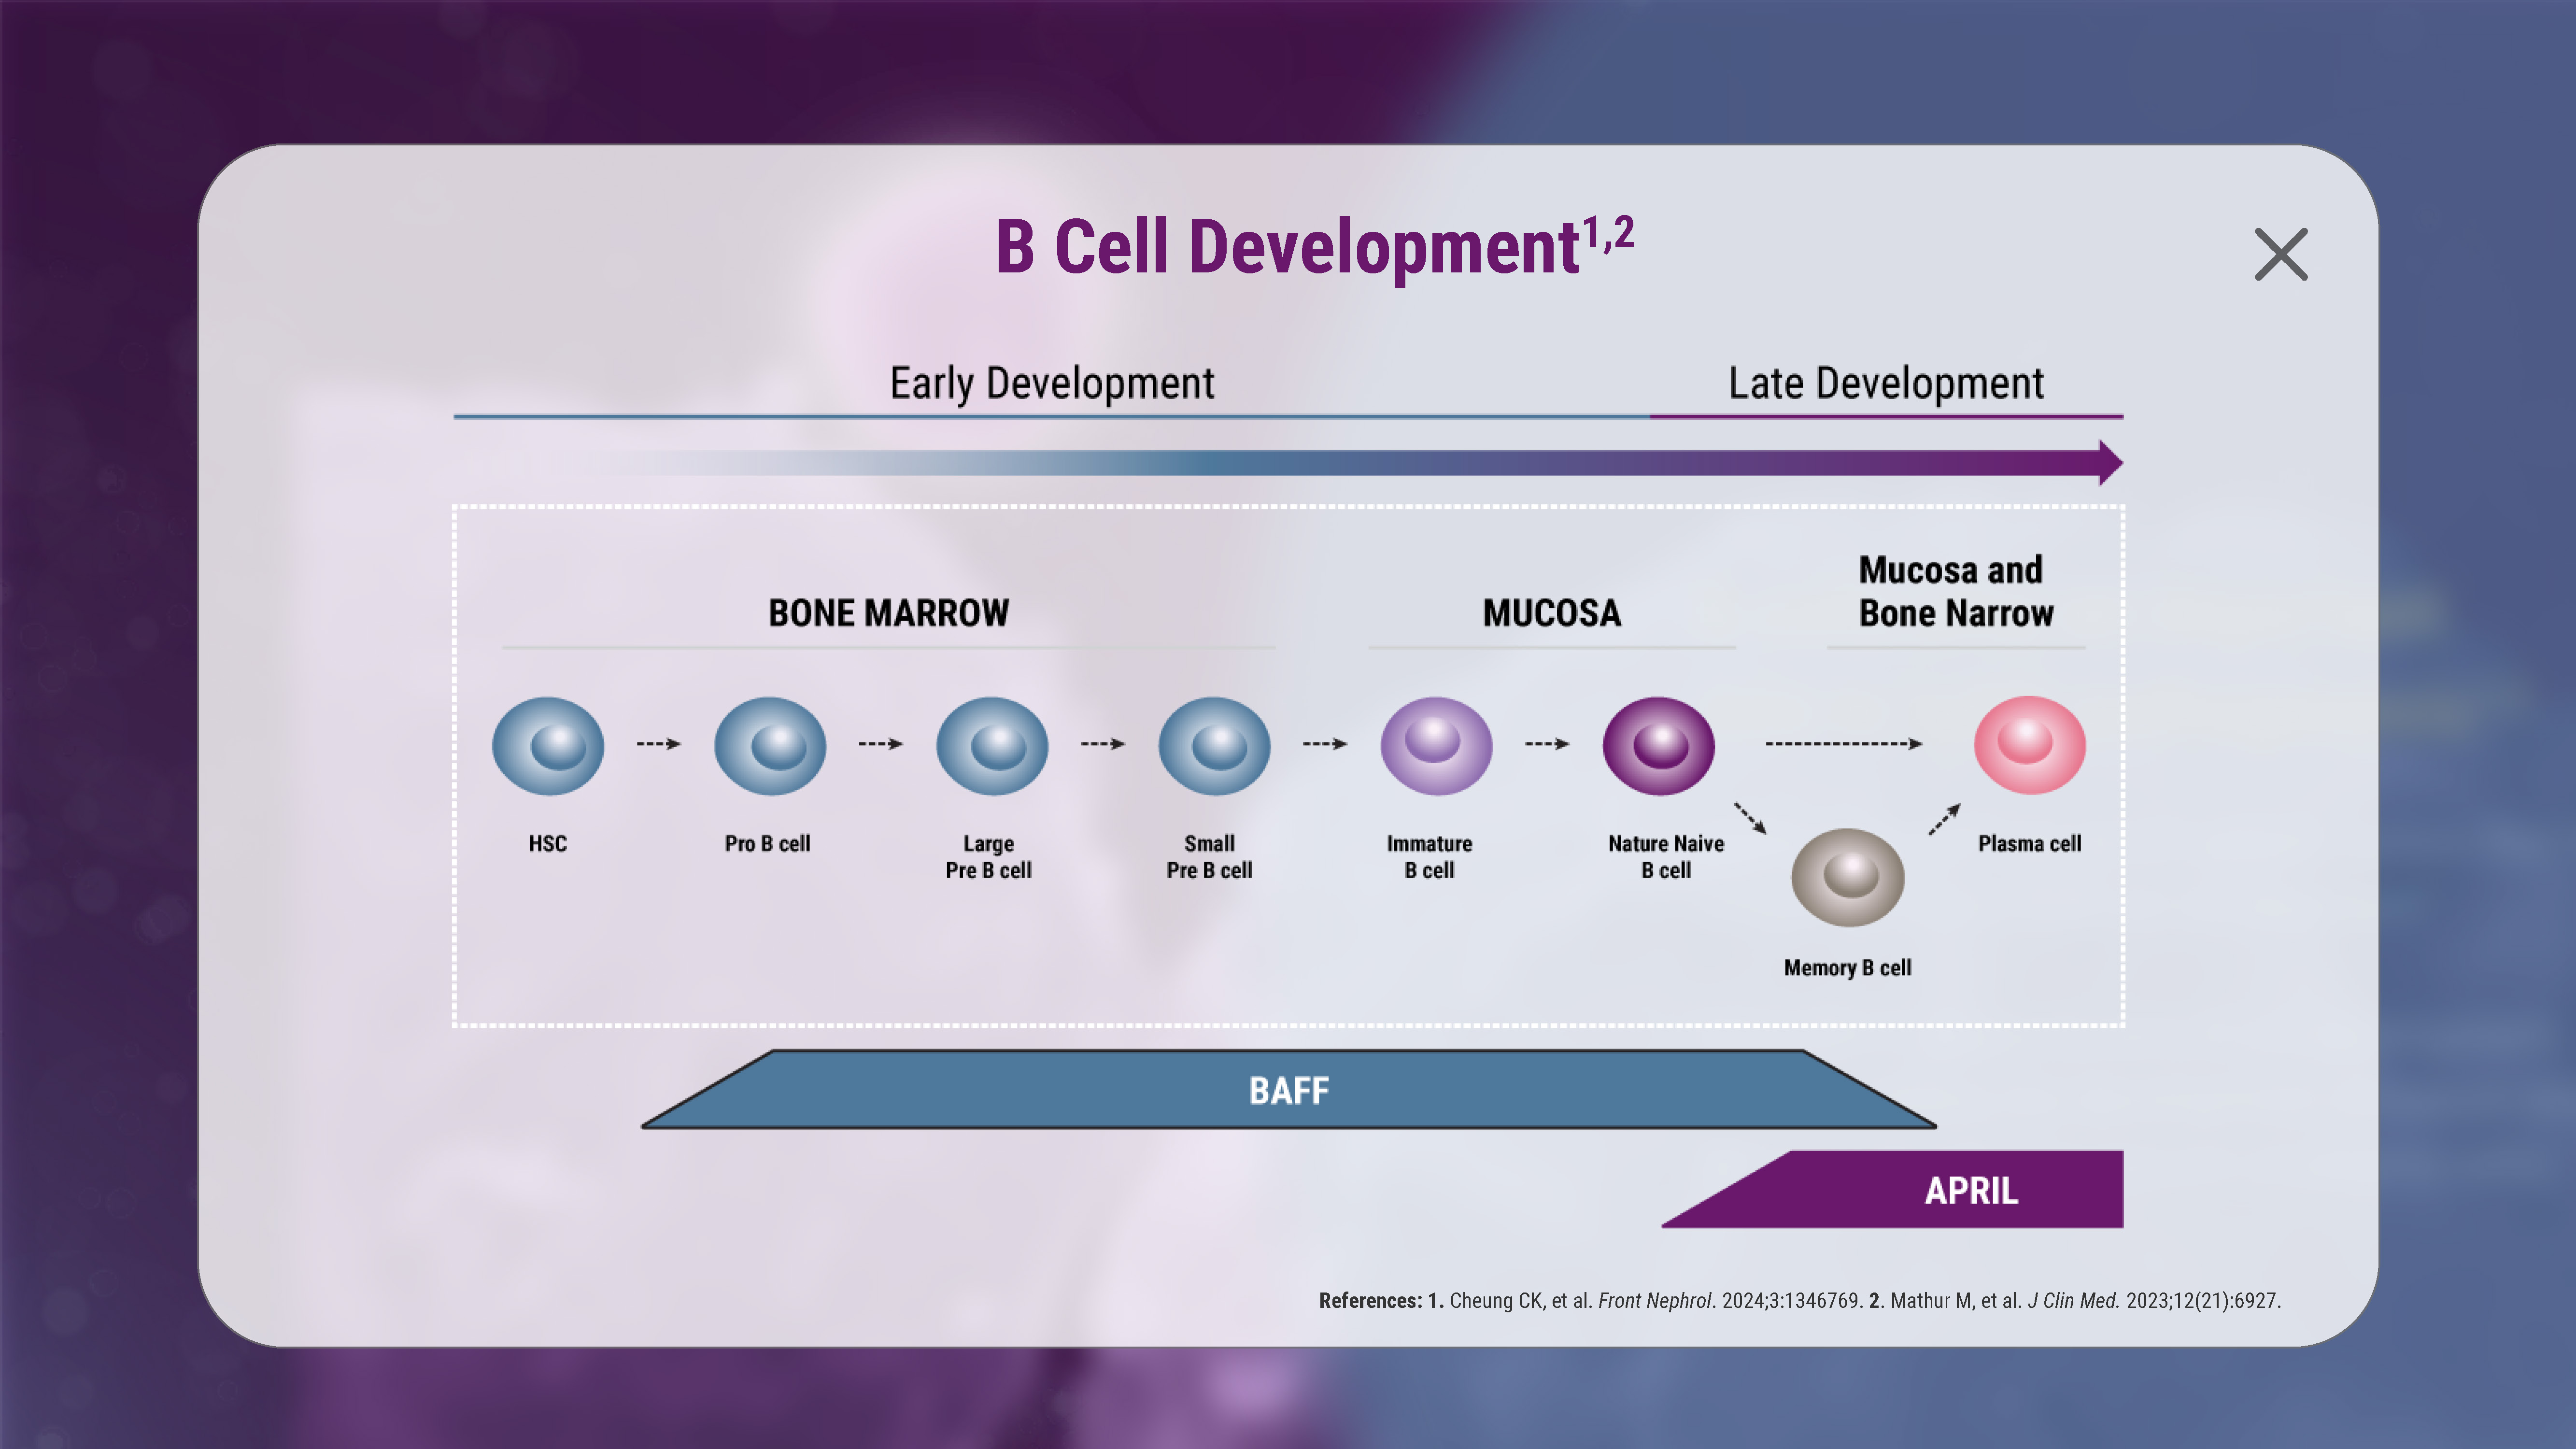 B Cell Development1,2
Early Development
Late Development
BONE MARROW
MUCOSA
Mucosa and
Bone Narrow
HSC
Pro B cell
Large
Pre B cell
Small
Pre B cell
Immature
B cell
Nature Naive
B cell
Memory B cell
Plasma cell
BAFF
APRIL
References: 1. Cheung CK, et al. Front Nephrol. 2024;3:1346769. 2. Mathur M, et al. J Clin Med. 2023;12(21):6927.